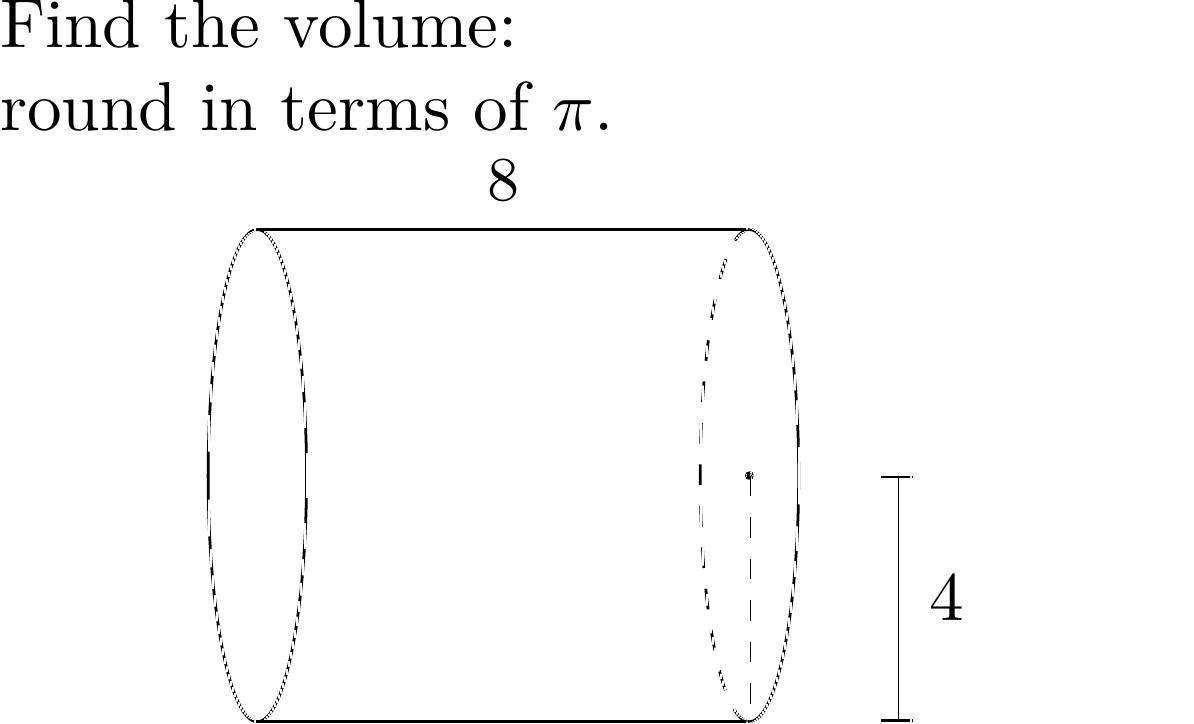 Find the volume:
round in terms of π.
8
4